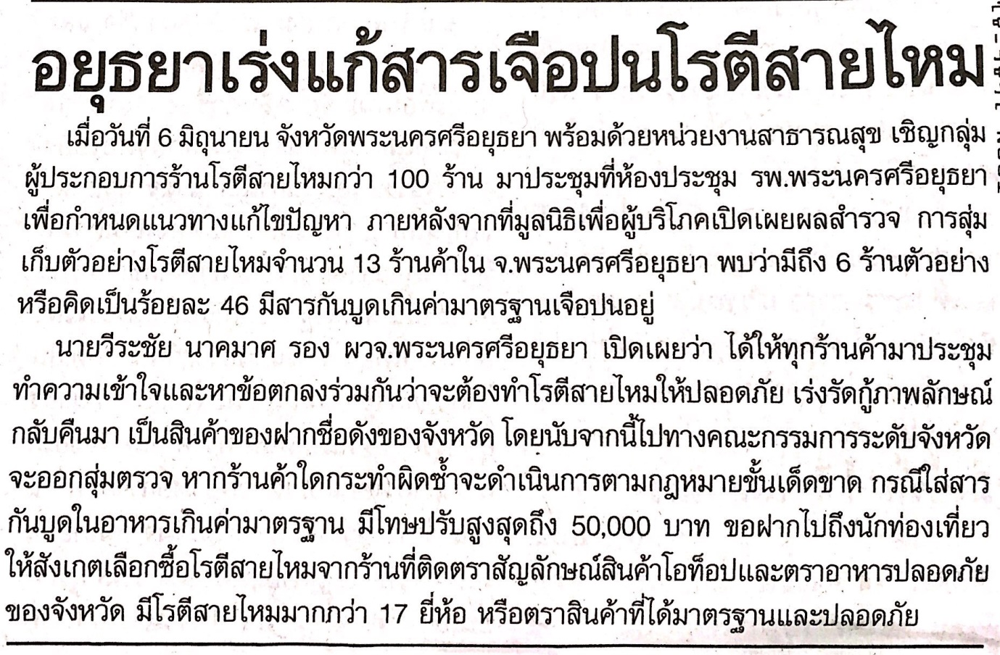 อยุธยาเร่งแก้สารเจือปนโรตีสายไหม
เมื่อวันที่ 6 มิถุนายน จังหวัดพระนครศรีอยุธยา พร้อมด้วยหน่วยงานสาธารณสุข เชิญกลุ่ม
ผู้ประกอบการร้านโรตีสายไหมกว่า 100 ร้าน มาประชุมที่ห้องประชุม รพ.พระนครศรีอยุธยา
เพื่อกำหนดแนวทางแก้ไขปัญหา ภายหลังจากที่มูลนิธิเพื่อผู้บริโภคเปิดเผยผลสำรวจ การสุ่ม
เก็บตัวอย่างโรตีสายไหมจำนวน 13 ร้านค้าใน จ.พระนครศรีอยุธยา พบว่ามีถึง 6 ร้านตัวอย่าง
หรือคิดเป็นร้อยละ 46 มีสารกันบูดเกินค่ามาตรฐานเจือปนอยู่
นายวีระชัย นาคมาศ รอง ผวจ.พระนครศรีอยุธยา เปิดเผยว่า ได้ให้ทุกร้านค้ามาประชุม
ทำความเข้าใจและหาข้อตกลงร่วมกันว่าจะต้องทำโรตีสายไหมให้ปลอดภัย เร่งรัดกู้ภาพลักษณ์
กลับคืนมา เป็นสินค้าของฝากชื่อดังของจังหวัด โดยนับจากนี้ไปทางคณะกรรมการระดับจังหวัด
จะออกสุ่มตรวจ หากร้านค้าใดกระทำผิดซ้ำจะดำเนินการตามกฎหมายขั้นเด็ดขาด กรณีใส่สาร
กันบูดในอาหารเกินค่ามาตรฐาน มีโทษปรับสูงสุดถึง 50,000 บาท ขอฝากไปถึงนักท่องเที่ยว
ให้สังเกตเลือกซื้อโรตีสายไหมจากร้านที่ติดตราสัญลักษณ์สินค้าโอท็อปและตราอาหารปลอดภัย
ของจังหวัด มีโรตีสายไหมมากกว่า 17 ยี่ห้อ หรือตราสินค้าที่ได้มาตรฐานและปลอดภัย